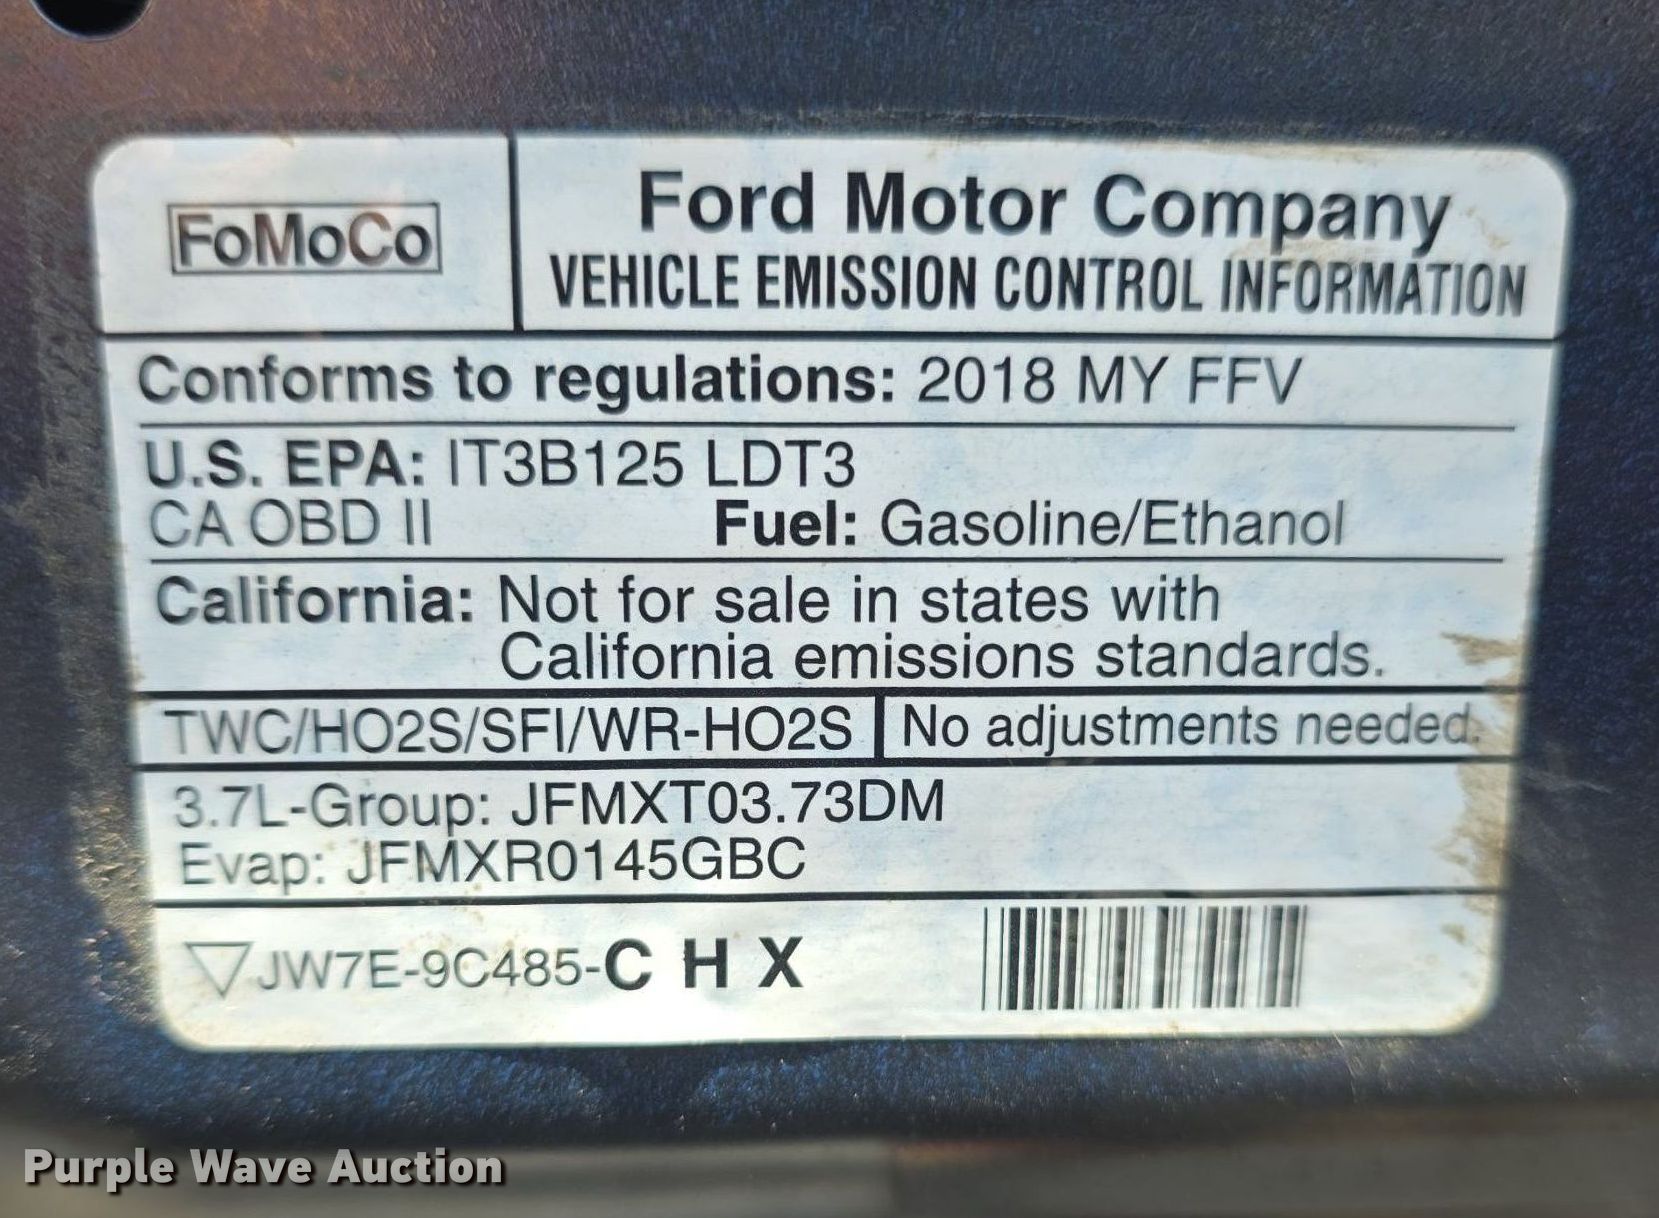 FoMoCo
Ford Motor Company
VEHICLE EMISSION CONTROL INFORMATION
Conforms to regulations: 2018 MY FFV
U.S. EPA: IT3B125 LDT3
CA OBD II Fuel: Gasoline/Ethanol
California: Not for sale in states with
California emissions standards.
TWC/HO2S/SFI/WR-HO2S No adjustments needed.
3.7L-Group: JFMXT03.73DM
Evap: JFMXR0145GBC
▽JW7E-9C485-C H X
Purple Wave Auction